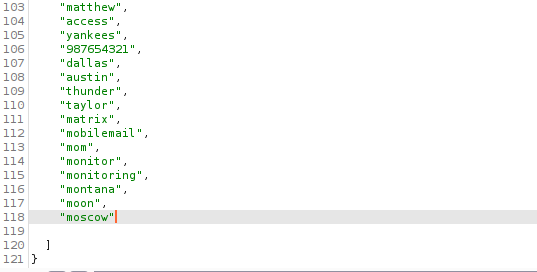 103 "matthew",
104 "access",
105 "yankees",
106 "987654321",
107 "dallas",
108 "austin",
109 "thunder",
110 "taylor",
111 "matrix",
112 "mobilemail",
113 "mom",
114 "monitor",
115 "monitoring",
116 "montana",
117 "moon",
118 "moscow"
119
120 ]
121 }